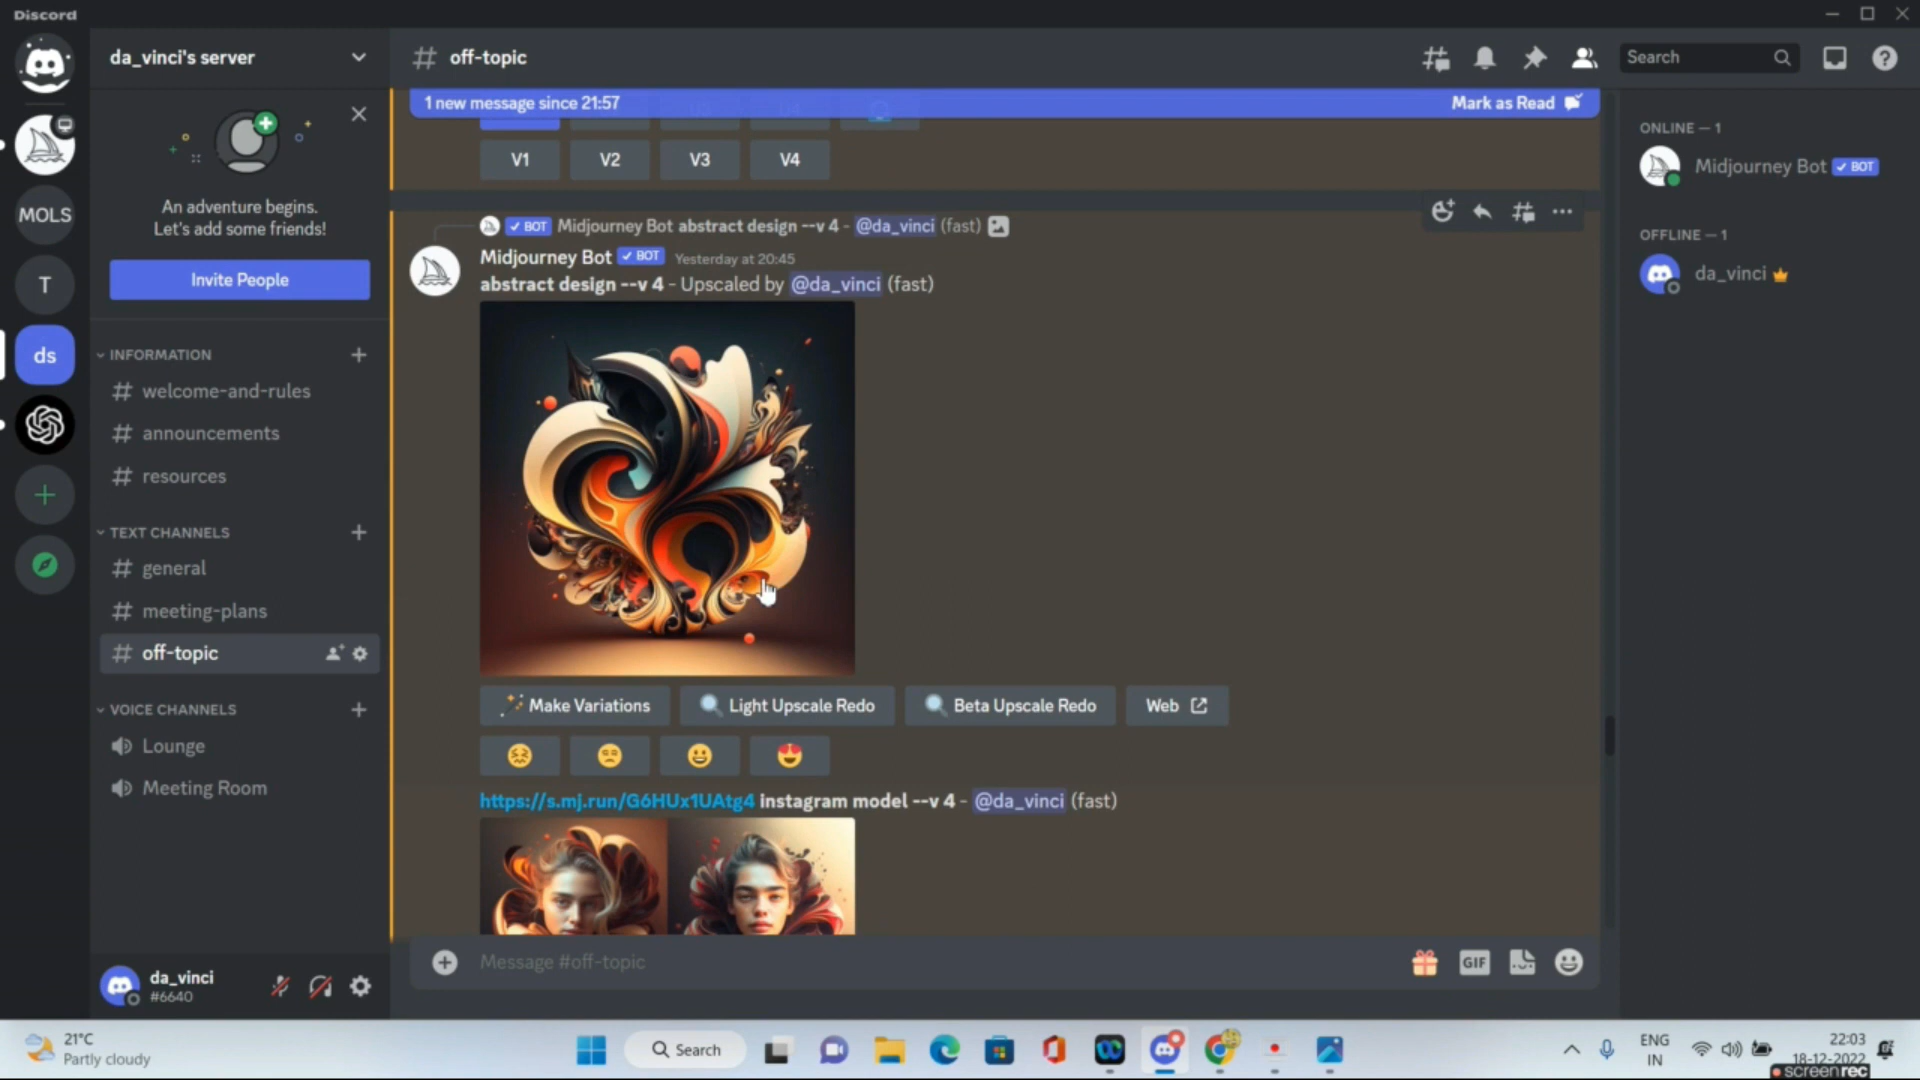 Discord
da_vinci's server
off-topic
Search
1 new message since 21:57
Mark as Read
V1
V2
V3
V4
An adventure begins.
Let's add some friends!
Invite People
INFORMATION
welcome-and-rules
announcements
resources
TEXT CHANNELS
general
meeting-plans
off-topic
VOICE CHANNELS
Lounge
Meeting Room
da_vinci
#6640
MOLS
T
ds
BOT Midjourney Bot abstract design --v 4 - @da_vinci (fast)
Midjourney Bot BOT Yesterday at 20:45
abstract design --v 4 - Upscaled by @da_vinci (fast)
Make Variations
Light Upscale Redo
Beta Upscale Redo
Web
https://s.mj.run/G6HUx1UAtg4 instagram model --v 4 - @da_vinci (fast)
Message #off-topic
GIF
ONLINE — 1
Midjourney Bot BOT
OFFLINE — 1
da_vinci
21°C
Partly cloudy
Search
ENG
IN
22:03
18-12-2022
screenrec